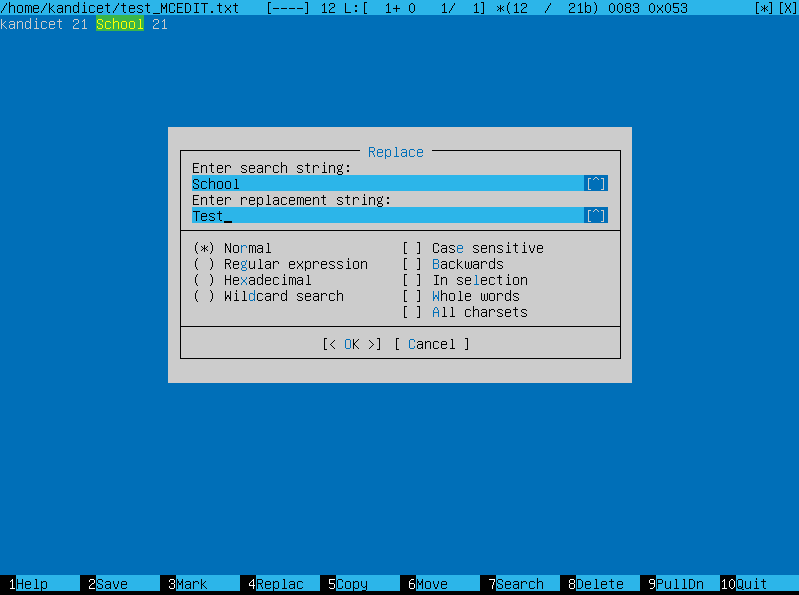 /home/kandicet/test_MCEDIT.txt   [----] 12 L:[  1+ 0   1/  1] *(12  /  21b) 0083 0x053        [*][X]
kandicet 21 School 21
Replace
Enter search string:
School [^]
Enter replacement string:
Test_ [^]
(*) Normal [ ] Case sensitive
( ) Regular expression [ ] Backwards
( ) Hexadecimal [ ] In selection
( ) Wildcard search [ ] Whole words
[ ] All charsets
[< OK >] [ Cancel ]
1Help 2Save 3Mark 4Replac 5Copy 6Move 7Search 8Delete 9PullDn 10Quit